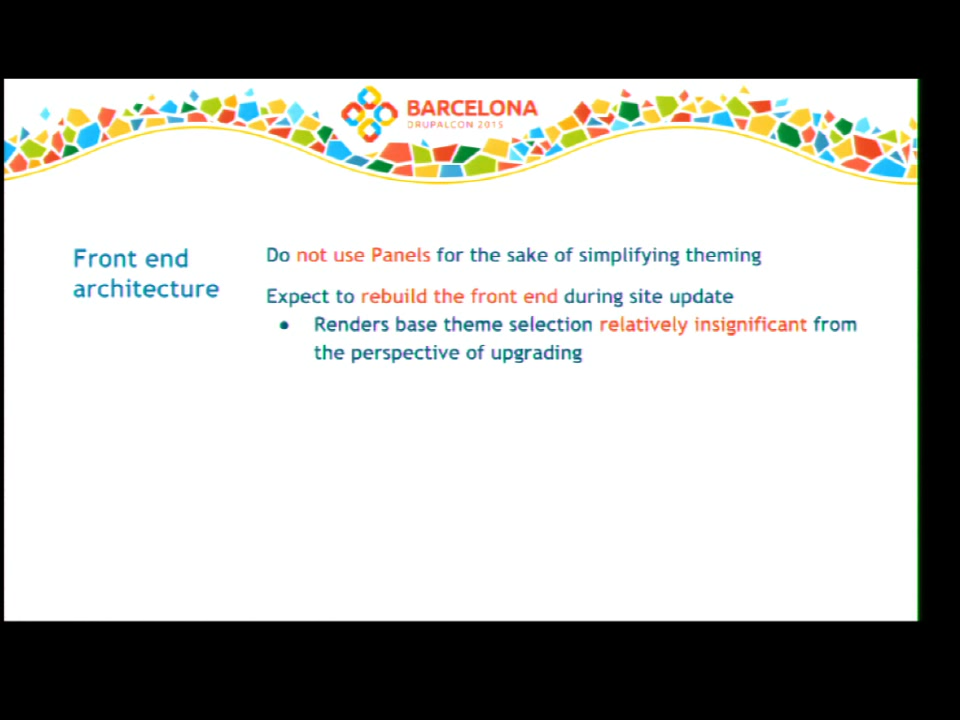 BARCELONA
DRUPALCON 2015
Front end
architecture
Do not use Panels for the sake of simplifying theming
Expect to rebuild the front end during site update
● Renders base theme selection relatively insignificant from
the perspective of upgrading